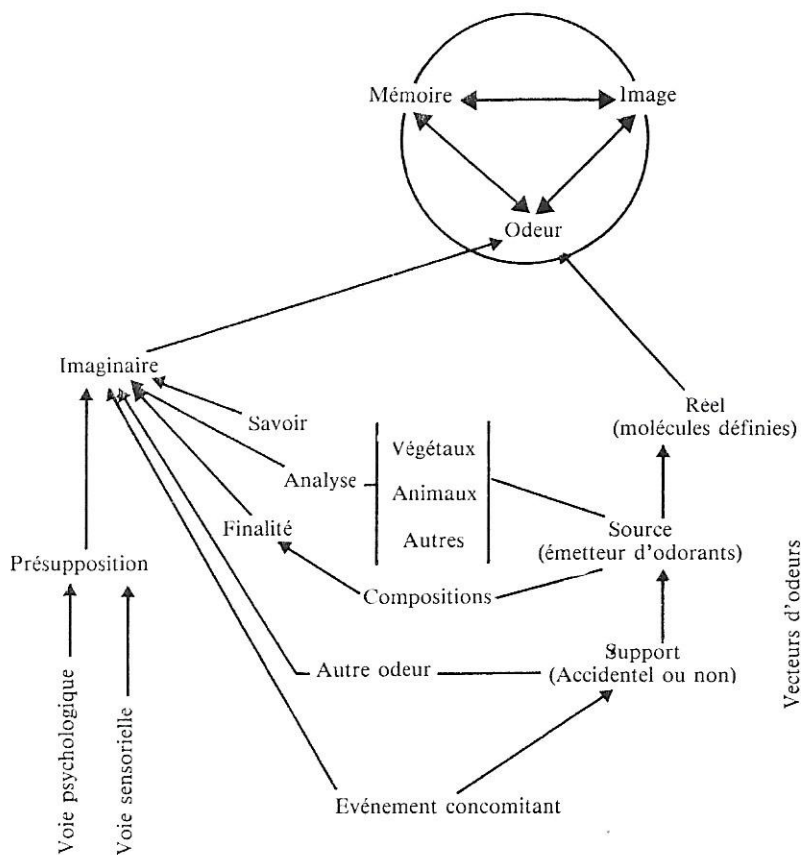 Mémoire
Image
Odeur
Imaginaire
Réel
(molécules définies)
Savoir
Végétaux
Analyse
Animaux
Finalité
Autres
Source
(émetteur d'odorants)
Présupposition
Compositions
Autre odeur
Support
(Accidentel ou non)
Evénement concomitant
Voie psychologique
Voie sensorielle
Vecteurs d'odeurs